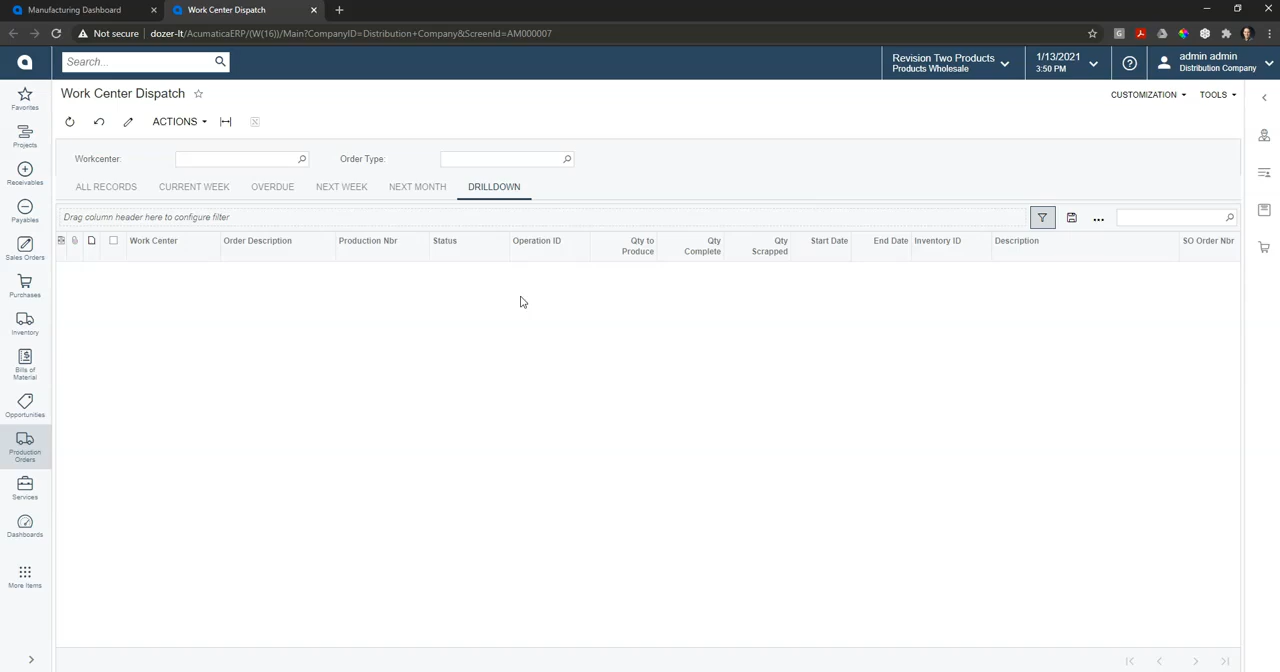 Manufacturing Dashboard
Work Center Dispatch
Not secure
dozer-lt/AcumaticaERP/(W(16))/Main?CompanyID=Distribution+Company&ScreenId=AM000007
Search...
Revision Two Products
Products Wholesale
1/13/2021
3:50 PM
admin admin
Distribution Company
Work Center Dispatch
CUSTOMIZATION
TOOLS
ACTIONS
Workcenter:
Order Type:
ALL RECORDS
CURRENT WEEK
OVERDUE
NEXT WEEK
NEXT MONTH
DRILLDOWN
Drag column header here to configure filter
Work Center
Order Description
Production Nbr
Status
Operation ID
Qty to
Produce
Qty
Complete
Qty
Scrapped
Start Date
End Date
Inventory ID
Description
SO Order Nbr
Favorites
Projects
Receivables
Payables
Sales Orders
Purchases
Inventory
Bills of
Material
Opportunities
Production
Orders
Services
Dashboards
More Items